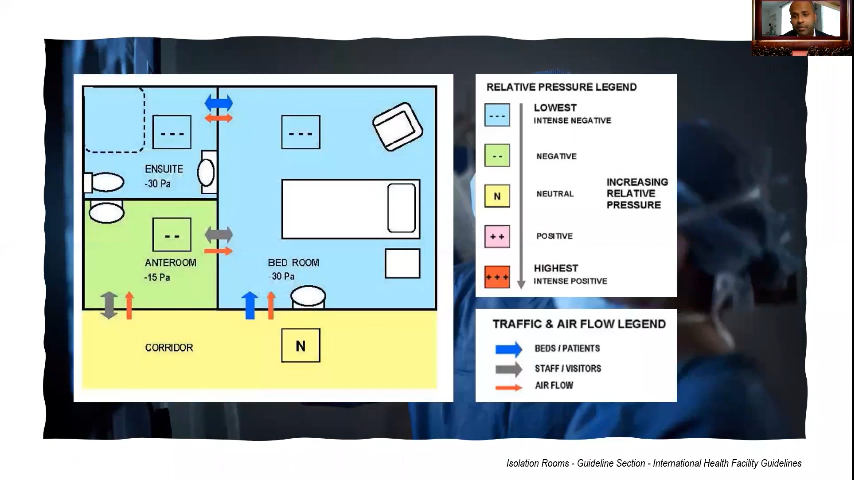 - - -
- - -
ENSUITE
-30 Pa
- -
ANTEROOM
-15 Pa
BED ROOM
-30 Pa
CORRIDOR
N
RELATIVE PRESSURE LEGEND
- - -
LOWEST
INTENSE NEGATIVE
- -
NEGATIVE
N
NEUTRAL
INCREASING
RELATIVE
PRESSURE
+ +
POSITIVE
+ + +
HIGHEST
INTENSE POSITIVE
TRAFFIC & AIR FLOW LEGEND
BEDS / PATIENTS
STAFF / VISITORS
AIR FLOW
Isolation Rooms - Guideline Section - International Health Facility Guidelines